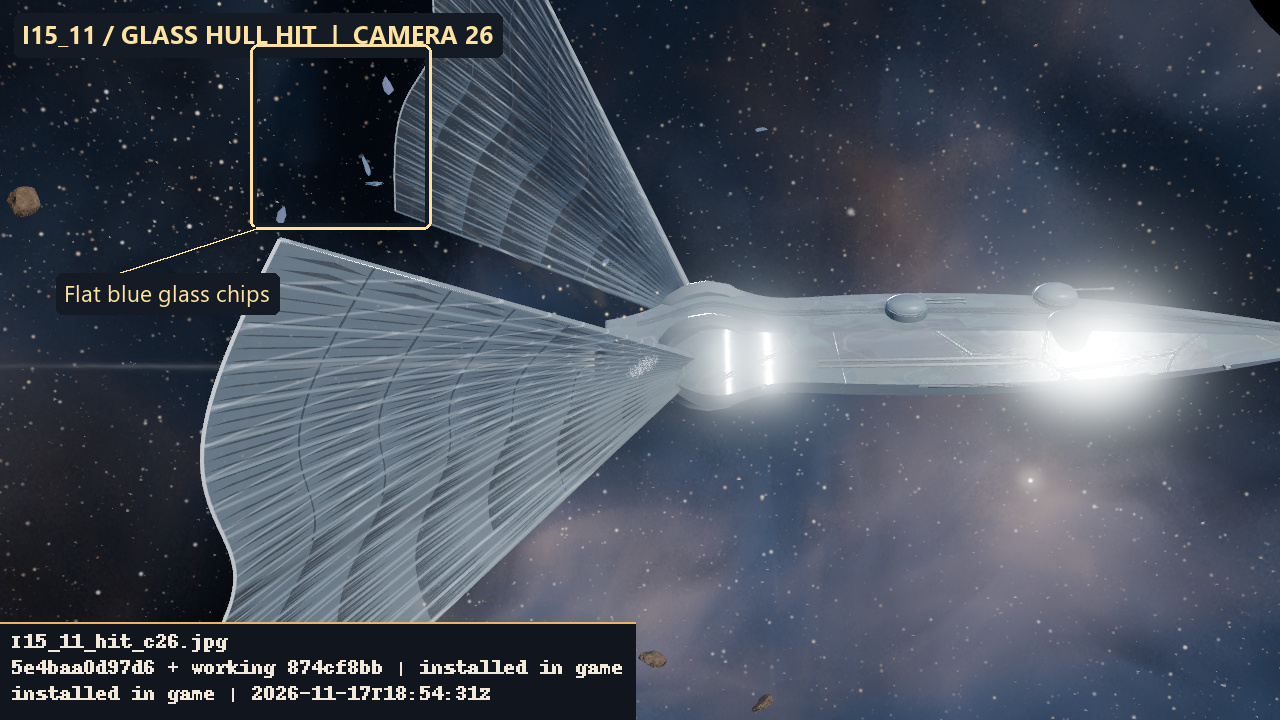 I15_11 / GLASS HULL HIT | CAMERA 26
Flat blue glass chips
I15_11_hit_c26.jpg
5e4baa0d97d6 + working 874cf8bb | installed in game
installed in game | 2026-11-17T18:54:31Z